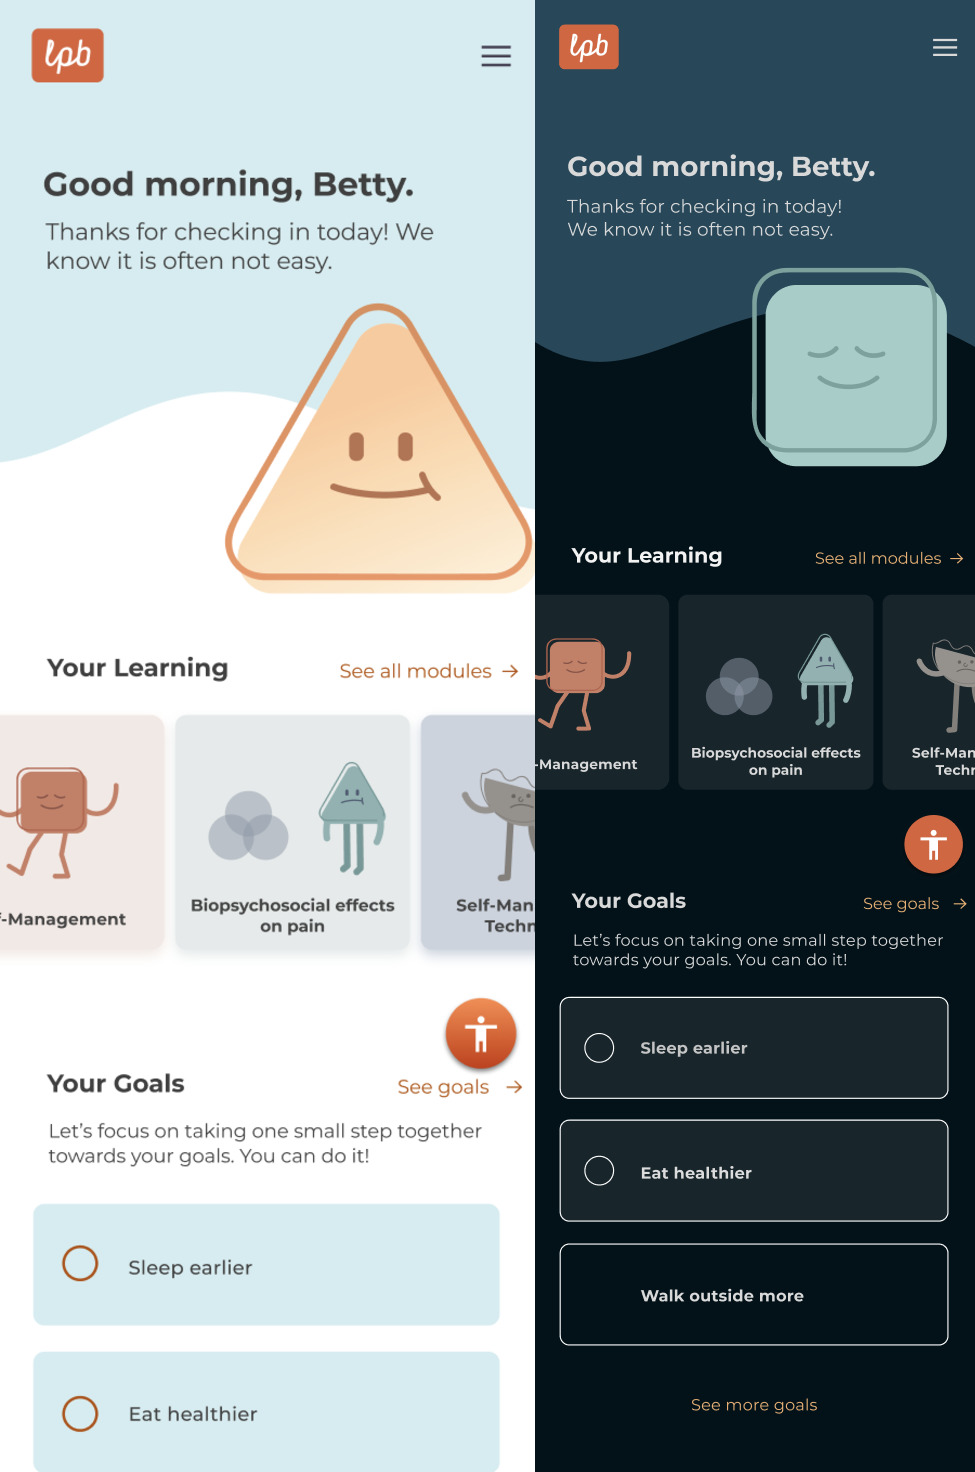 lpb
Good morning, Betty.
Thanks for checking in today! We
know it is often not easy.
Your Learning
See all modules →
f-Management
Biopsychosocial effects
on pain
Self-Man
Techn
Your Goals
See goals →
Let's focus on taking one small step together
towards your goals. You can do it!
Sleep earlier
Eat healthier
lpb
Good morning, Betty.
Thanks for checking in today!
We know it is often not easy.
Your Learning
See all modules →
-Management
Biopsychosocial effects
on pain
Self-Man
Techr
Your Goals
See goals →
Let's focus on taking one small step together
towards your goals. You can do it!
Sleep earlier
Eat healthier
Walk outside more
See more goals